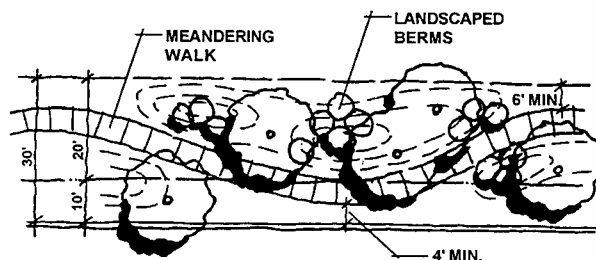 MEANDERING
WALK
LANDSCAPED
BERMS
6' MIN.
30'
20'
10'
4' MIN.